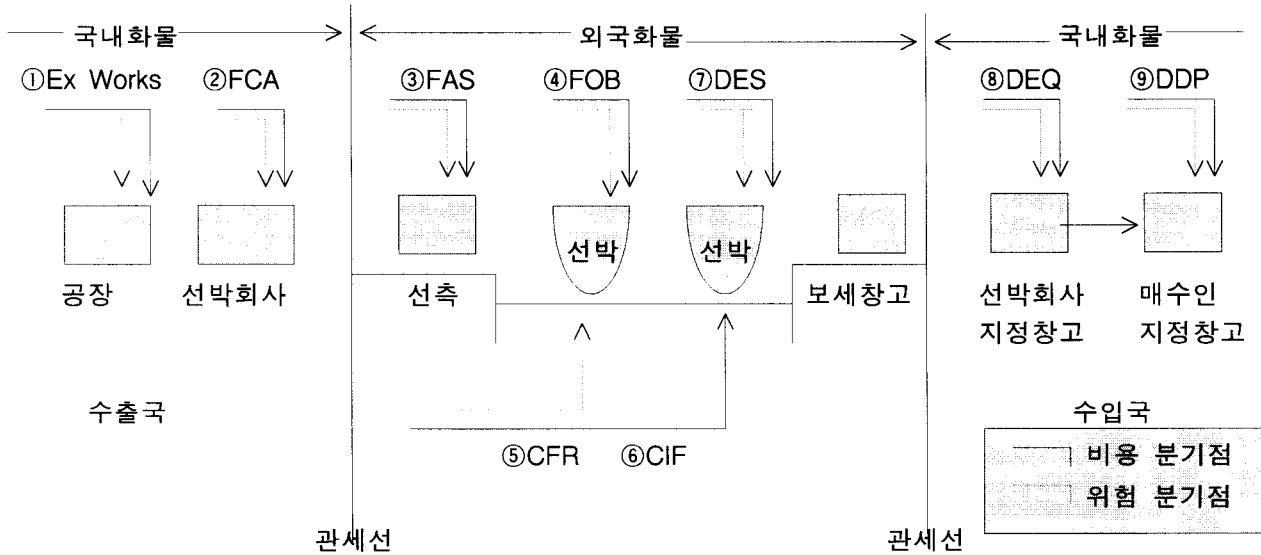 국내화물
외국화물
국내화물
①Ex Works
②FCA
③FAS
④FOB
⑦DES
⑧DEQ
⑨DDP
선박
선박
공장
선박회사
선측
보세창고
선박회사
지정창고
매수인
지정창고
수출국
수입국
⑤CFR
⑥CIF
비용 분기점
위험 분기점
관세선
관세선